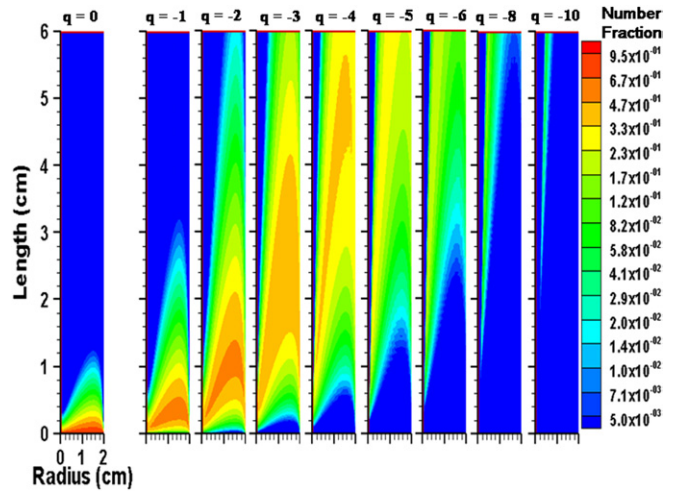 q = 0 q = -1 q = -2 q = -3 q = -4 q = -5 q = -6 q = -8 q = -10
Number
Fraction
6
5
4
3
2
1
0
Length (cm)
0 1 2
Radius (cm)
9.5x10-01
6.7x10-01
4.7x10-01
3.3x10-01
2.3x10-01
1.7x10-01
1.2x10-01
8.2x10-02
5.8x10-02
4.1x10-02
2.9x10-02
2.0x10-02
1.4x10-02
1.0x10-02
7.1x10-03
5.0x10-03